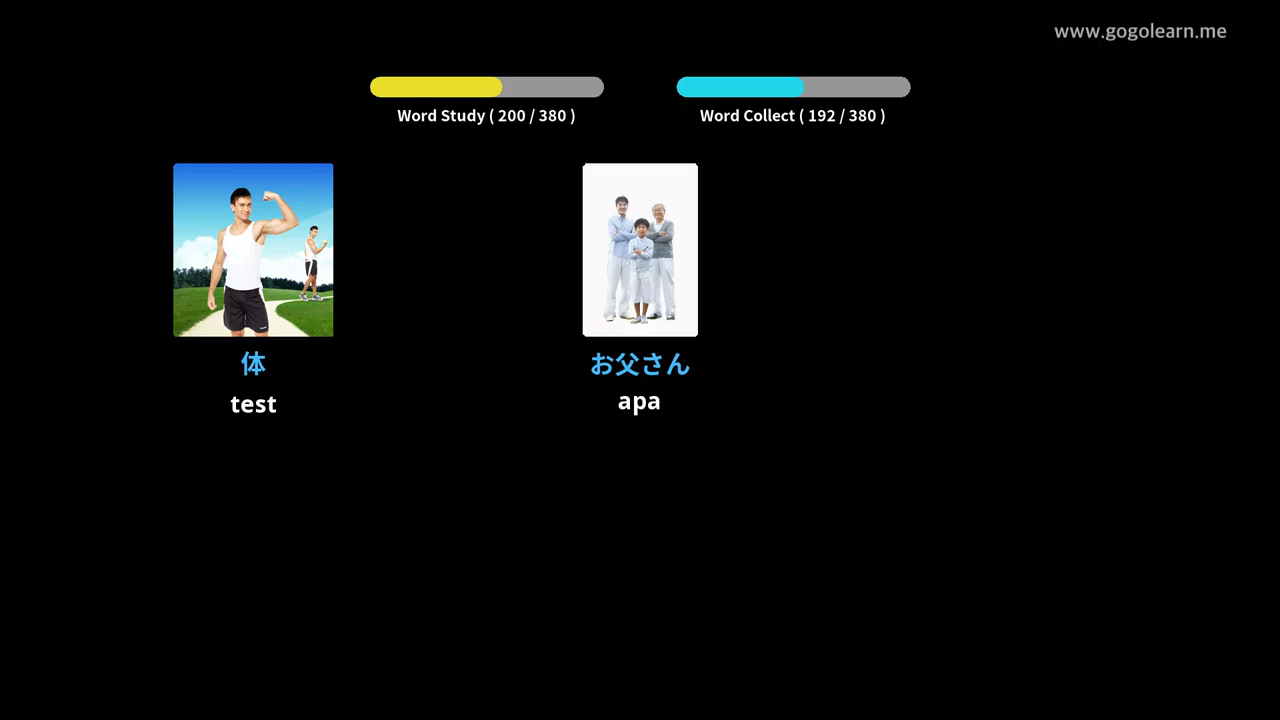 www.gogolearn.me
Word Study ( 200 / 380 )
Word Collect ( 192 / 380 )
体
test
お父さん
apa